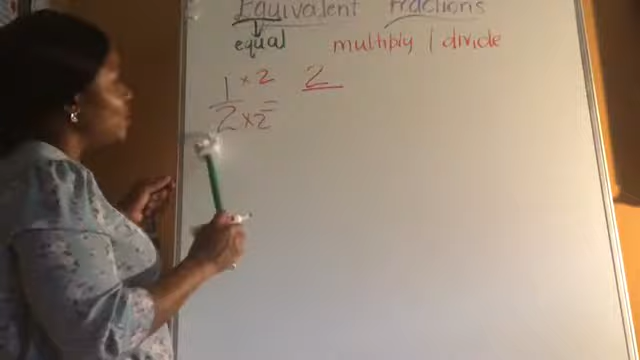 Equivalent fractions
equal multiply / divide
1 × 2 2
2 × 2 =